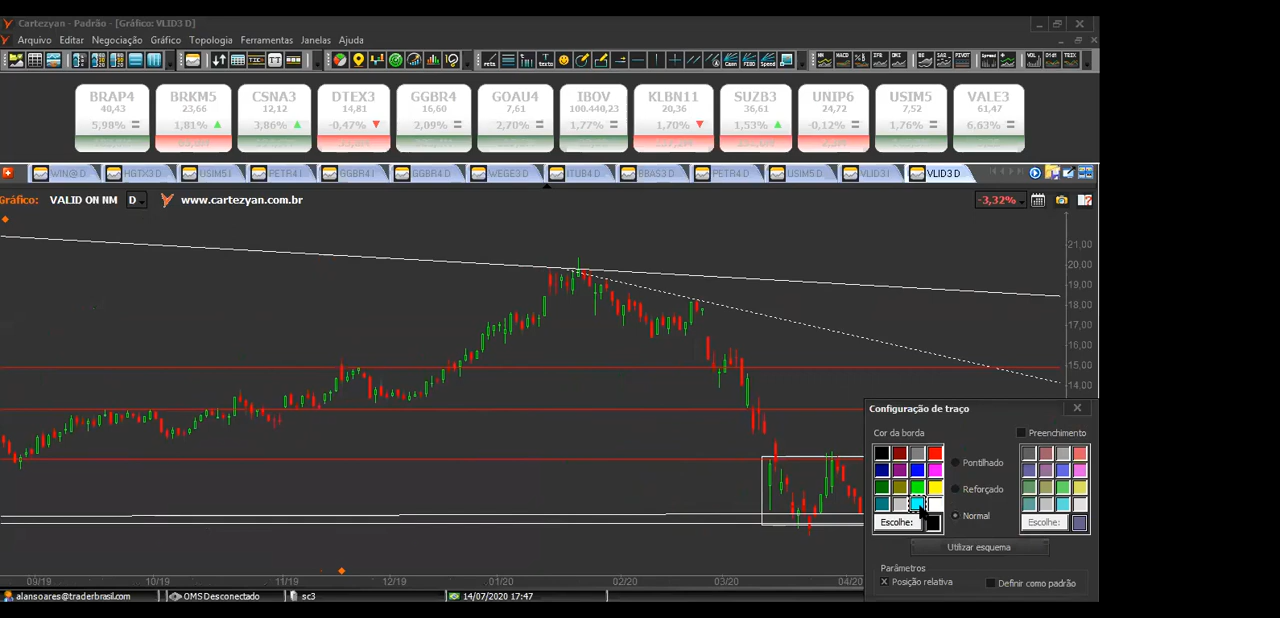 Cartezyan - Padrão - [Gráfico: VLID3 D]
Arquivo Editar Negociação Gráfico Topologia Ferramentas Janelas Ajuda
BRAP4 BRKM5 CSNA3 DTEX3 GGBR4 GOAU4 IBOV KLBN11 SUZB3 UNIP6 USIM5 VALE3
40,43 23,66 12,12 14,81 16,60 7,61 100.440,23 20,36 36,61 24,72 7,52 61,47
5,98% 1,81% 3,86% -0,47% 2,09% 2,70% 1,77% 1,70% 1,53% -0,12% 1,76% 6.63%
WIN@ D HGTX3 D USIM5 I PETR4 I GGBR4 I GGBR4 D WEGE3 D ITUB4 D BBAS3 D PETR4 D USIM5 D VLID3 I VLID3 D
Gráfico: VALID ON NM D www.cartezyan.com.br -3,32%
21,00
20,00
19,00
18,00
17,00
16,00
15,00
14,00
Configuração de traço
Cor da borda Preenchimento
Pontilhado
Reforçado
Normal
Escolhe: Escolhe:
Utilizar esquema
Parâmetros
Posição relativa Definir como padrão
09/19 10/19 11/19 12/19 01/20 02/20 03/20 04/20
alansoares@traderbrasil.com OMS Desconectado sc3 14/07/2020 17:47